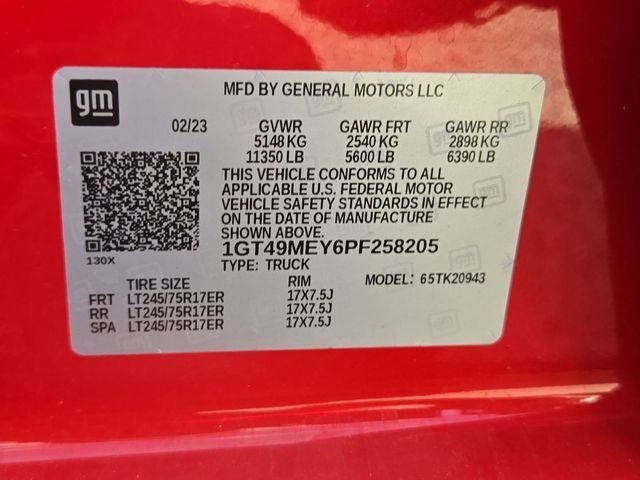 gm
MFD BY GENERAL MOTORS LLC
02/23 GVWR GAWR FRT GAWR RR
5148 KG 2540 KG 2898 KG
11350 LB 5600 LB 6390 LB
THIS VEHICLE CONFORMS TO ALL
APPLICABLE U.S. FEDERAL MOTOR
VEHICLE SAFETY STANDARDS IN EFFECT
ON THE DATE OF MANUFACTURE
SHOWN ABOVE.
1GT49MEY6PF258205
130X
TYPE: TRUCK
TIRE SIZE RIM MODEL: 65TK20943
FRT LT245/75R17ER 17X7.5J
RR LT245/75R17ER 17X7.5J
SPA LT245/75R17ER 17X7.5J